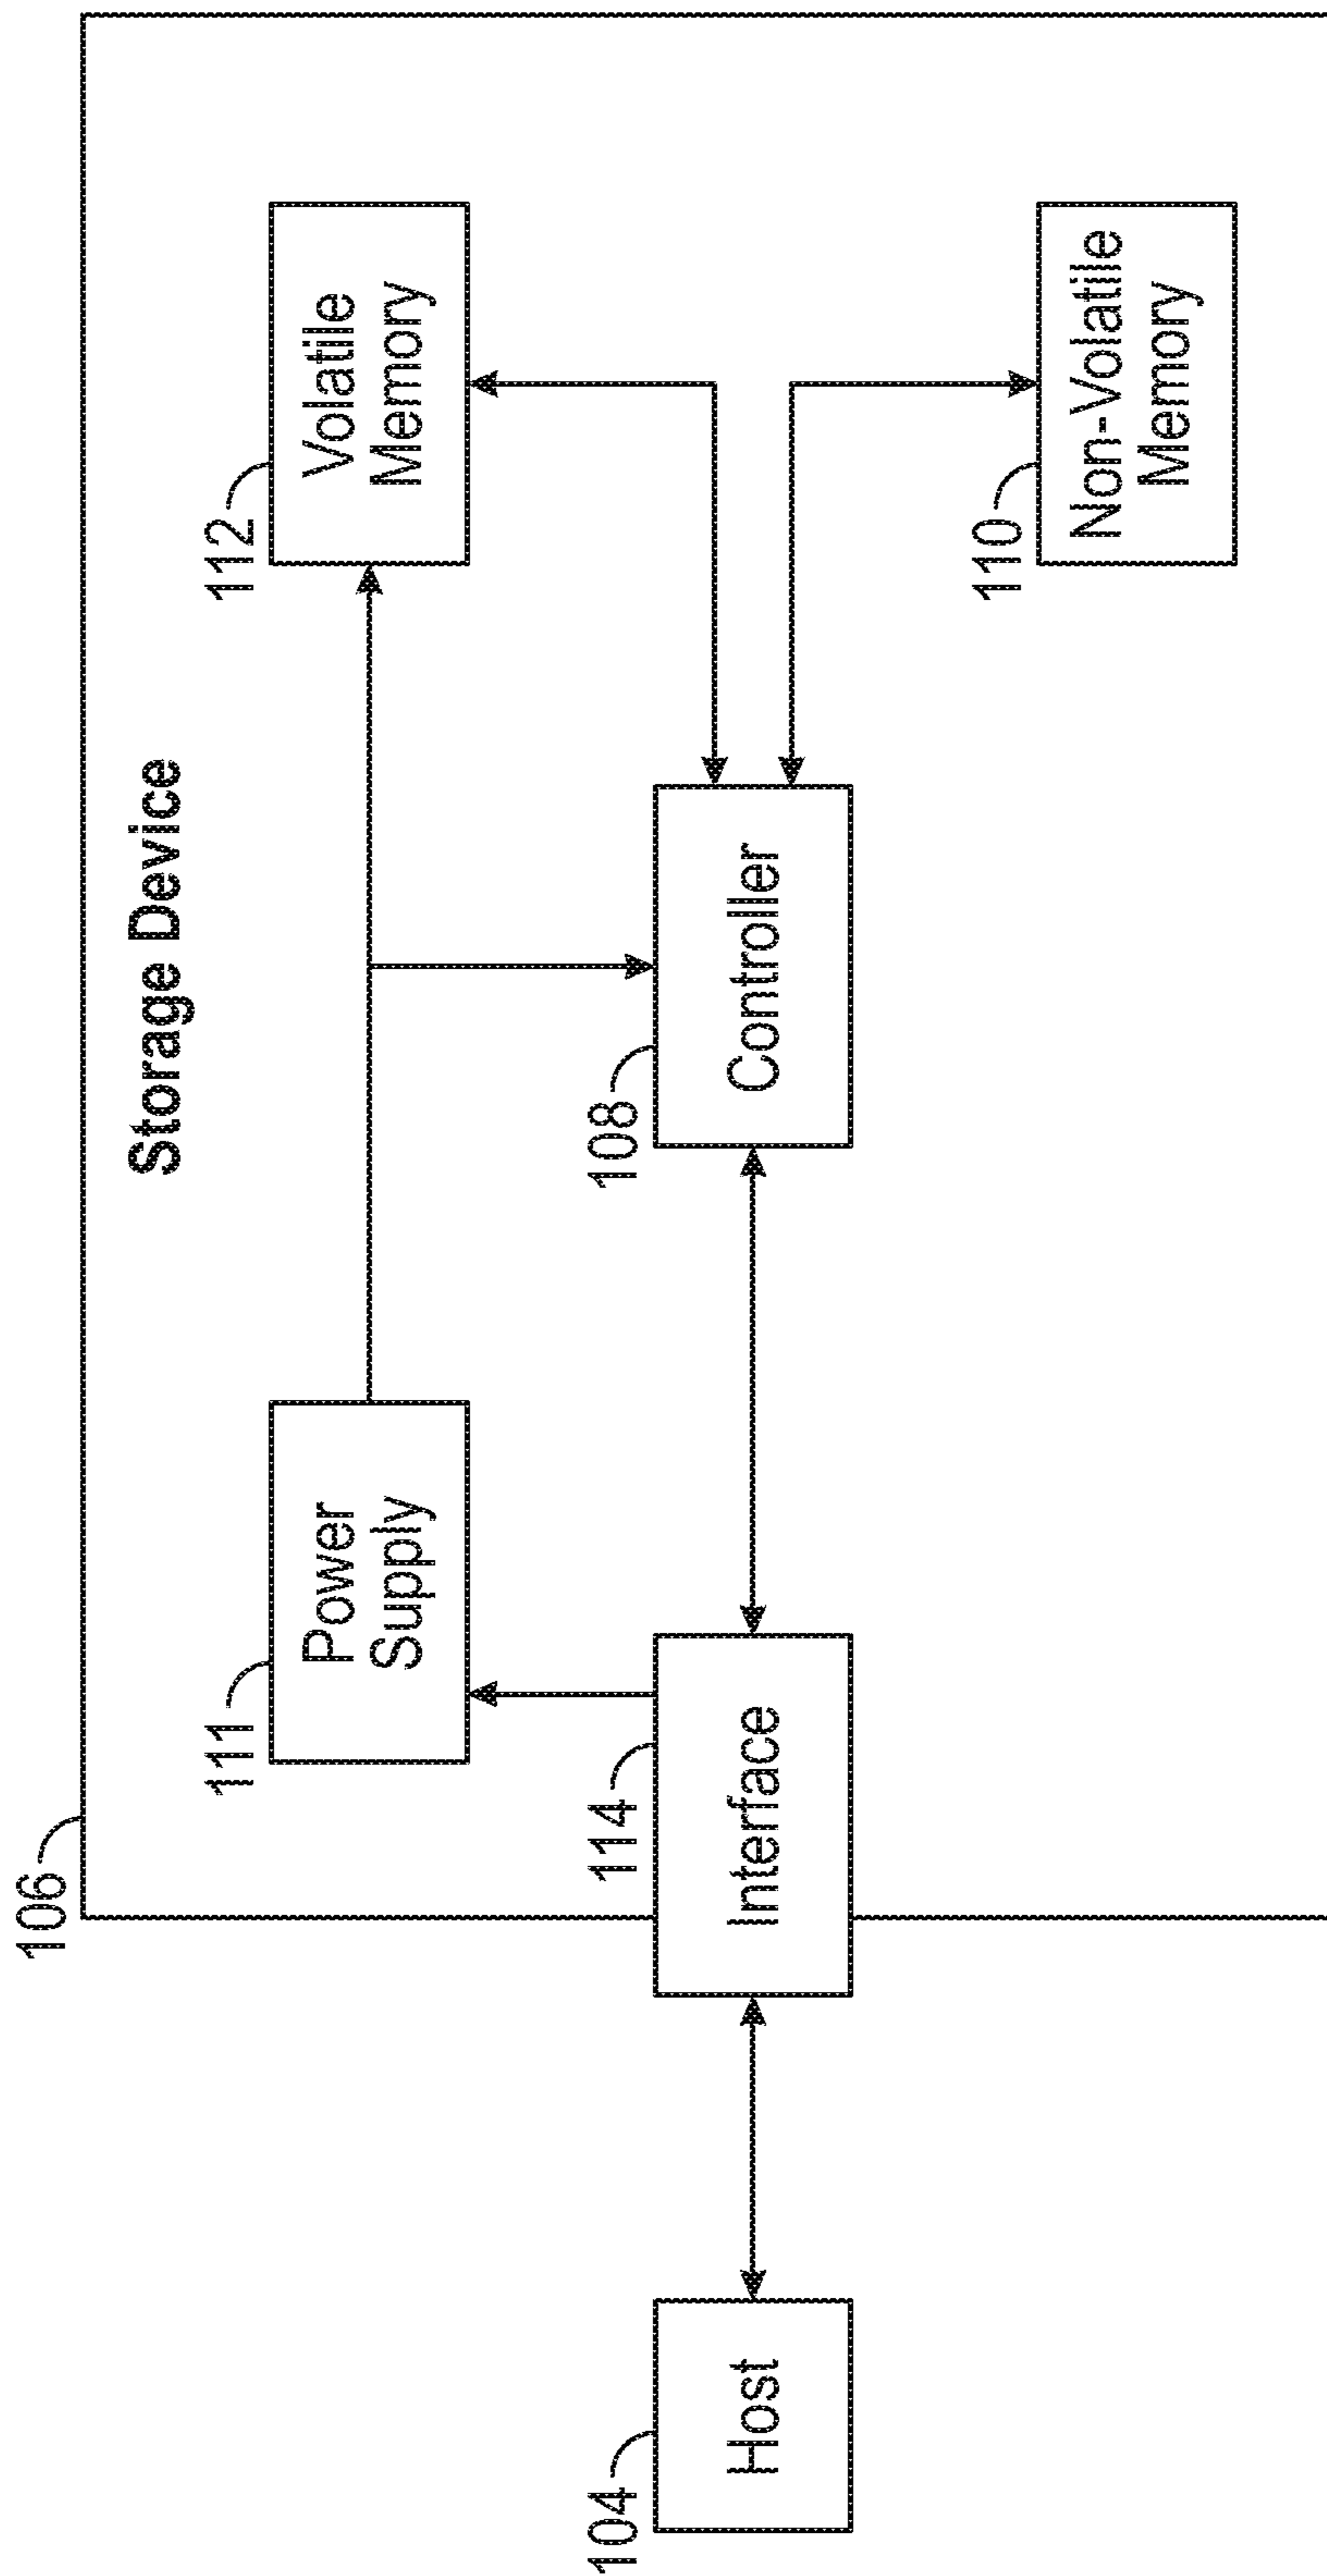 106
Storage Device
111
Power
Supply
112
Volatile
Memory
104
Host
114
Interface
108
Controller
110
Non-Volatile
Memory